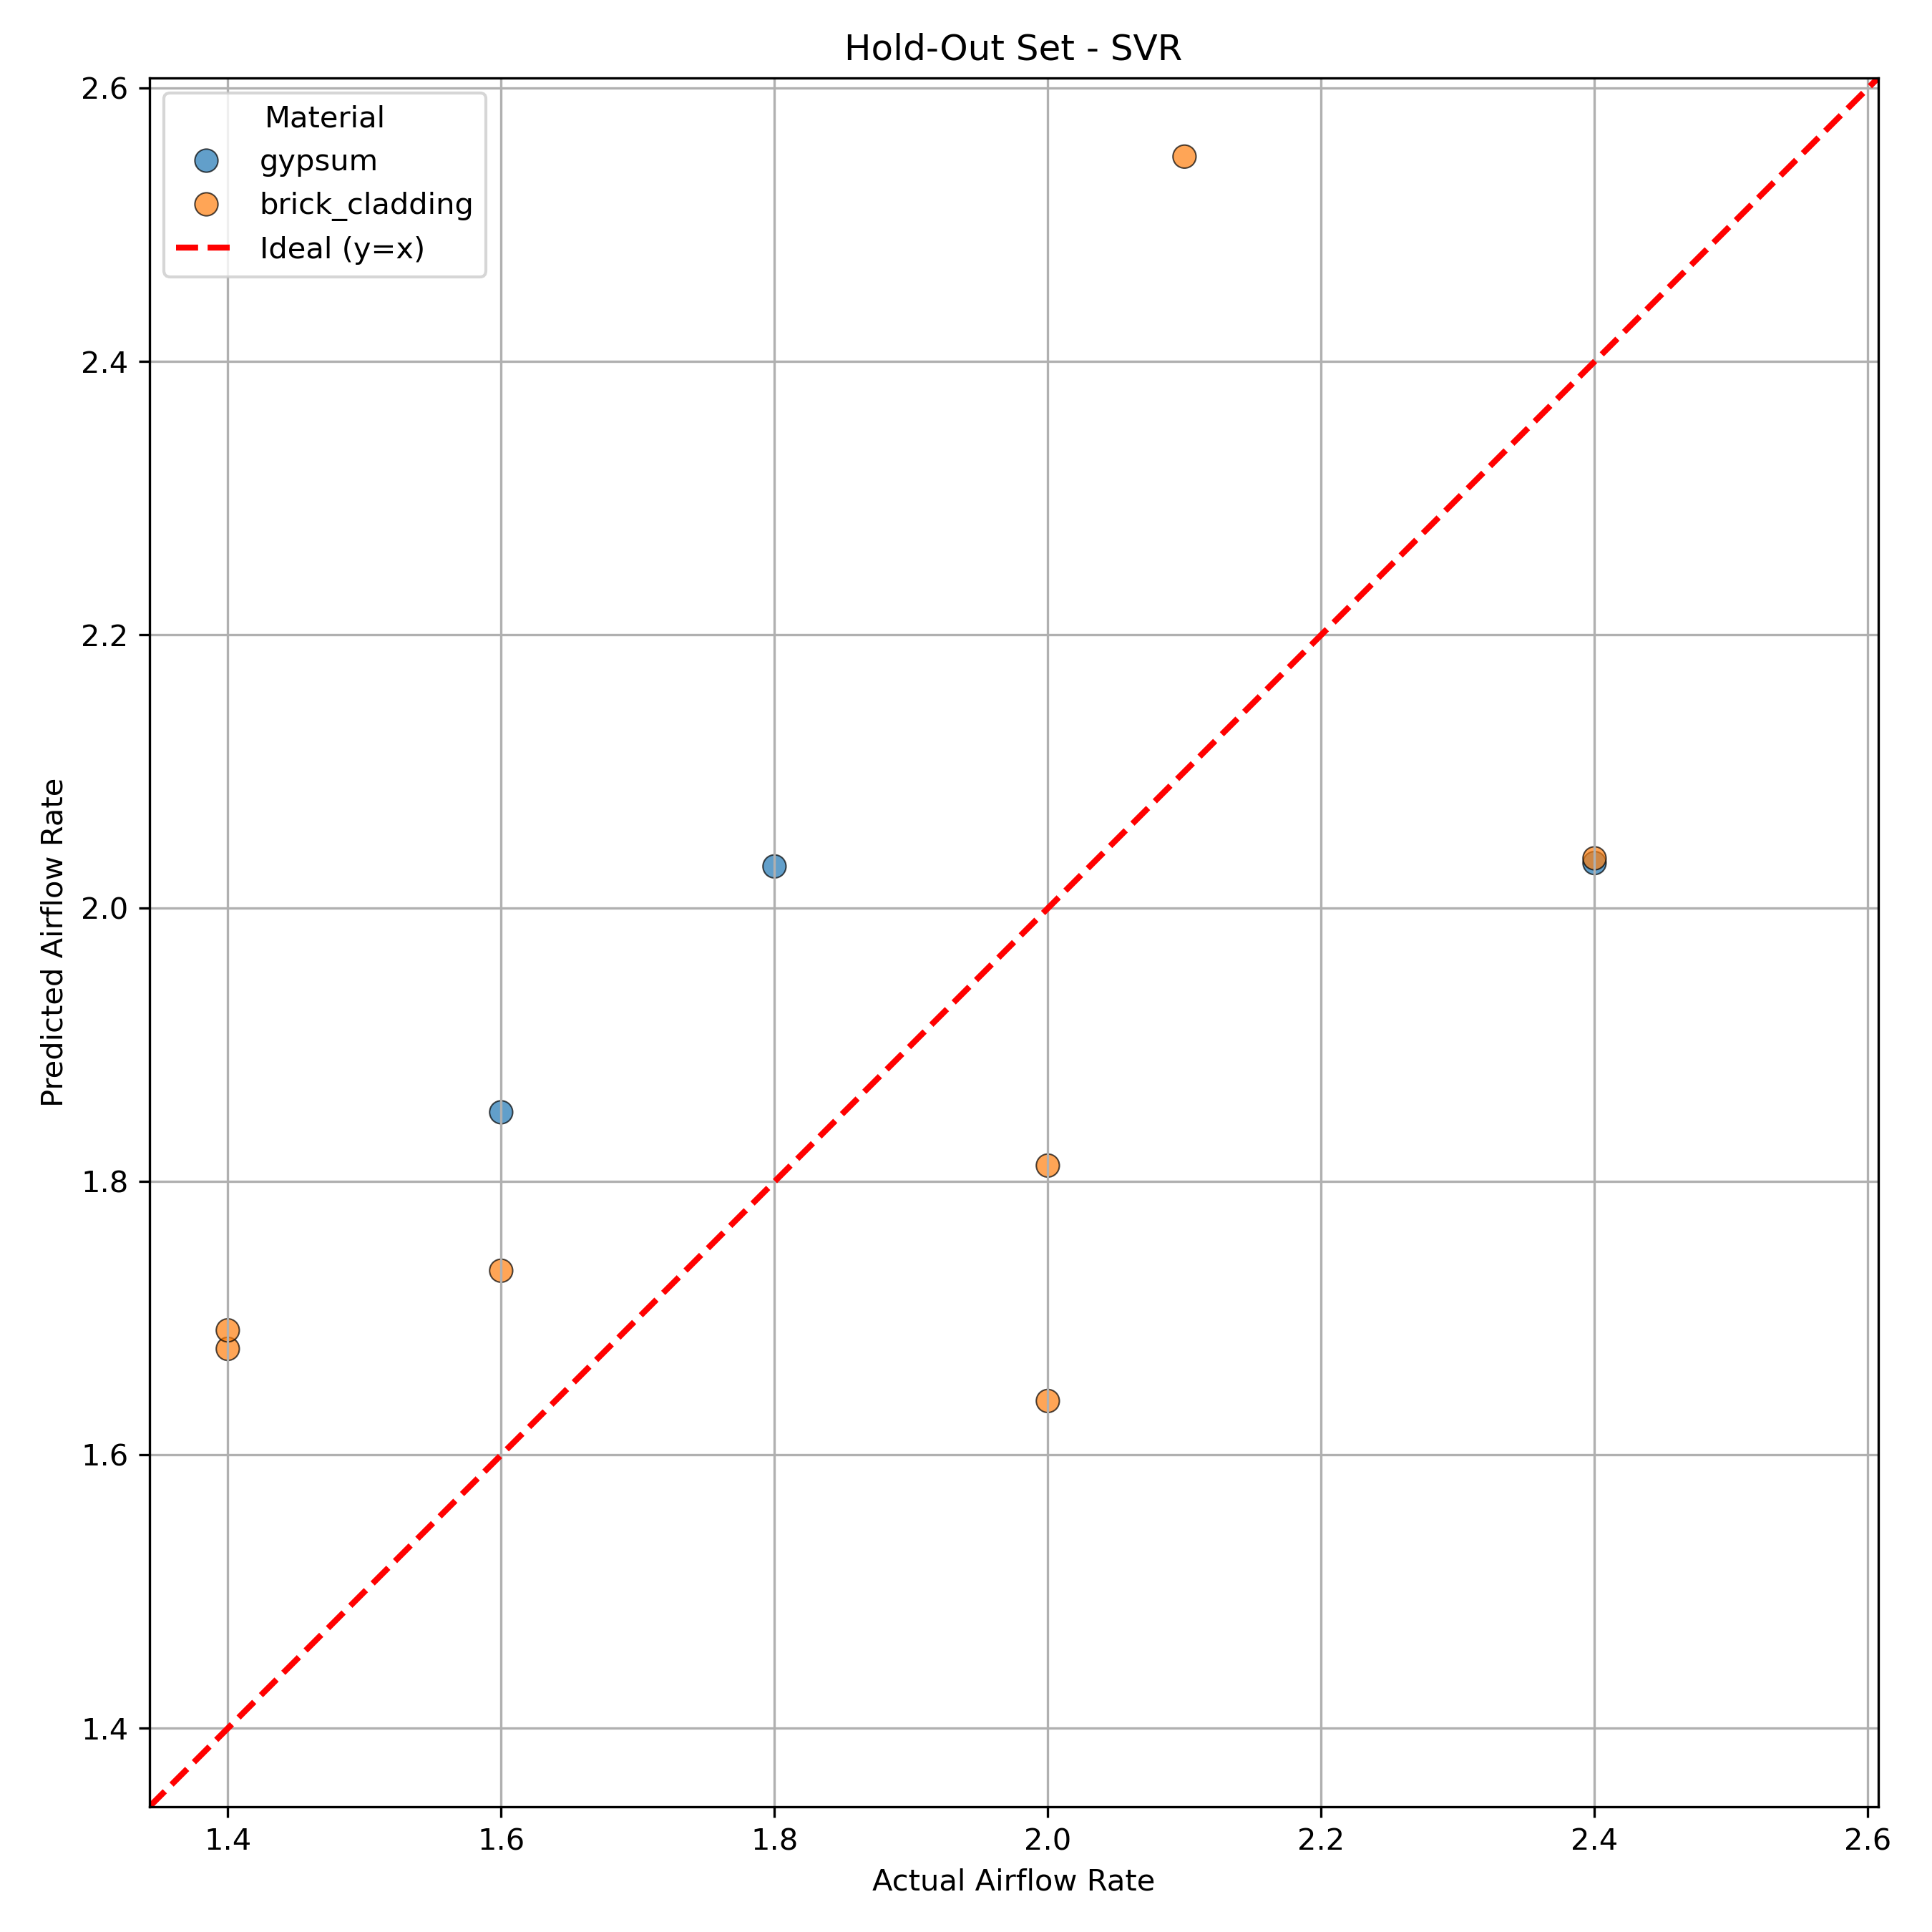 Hold-Out Set - SVR
Material
gypsum
brick_cladding
Ideal (y=x)
2.6
2.4
2.2
2.0
1.8
1.6
1.4
Predicted Airflow Rate
1.4 1.6 1.8 2.0 2.2 2.4 2.6
Actual Airflow Rate